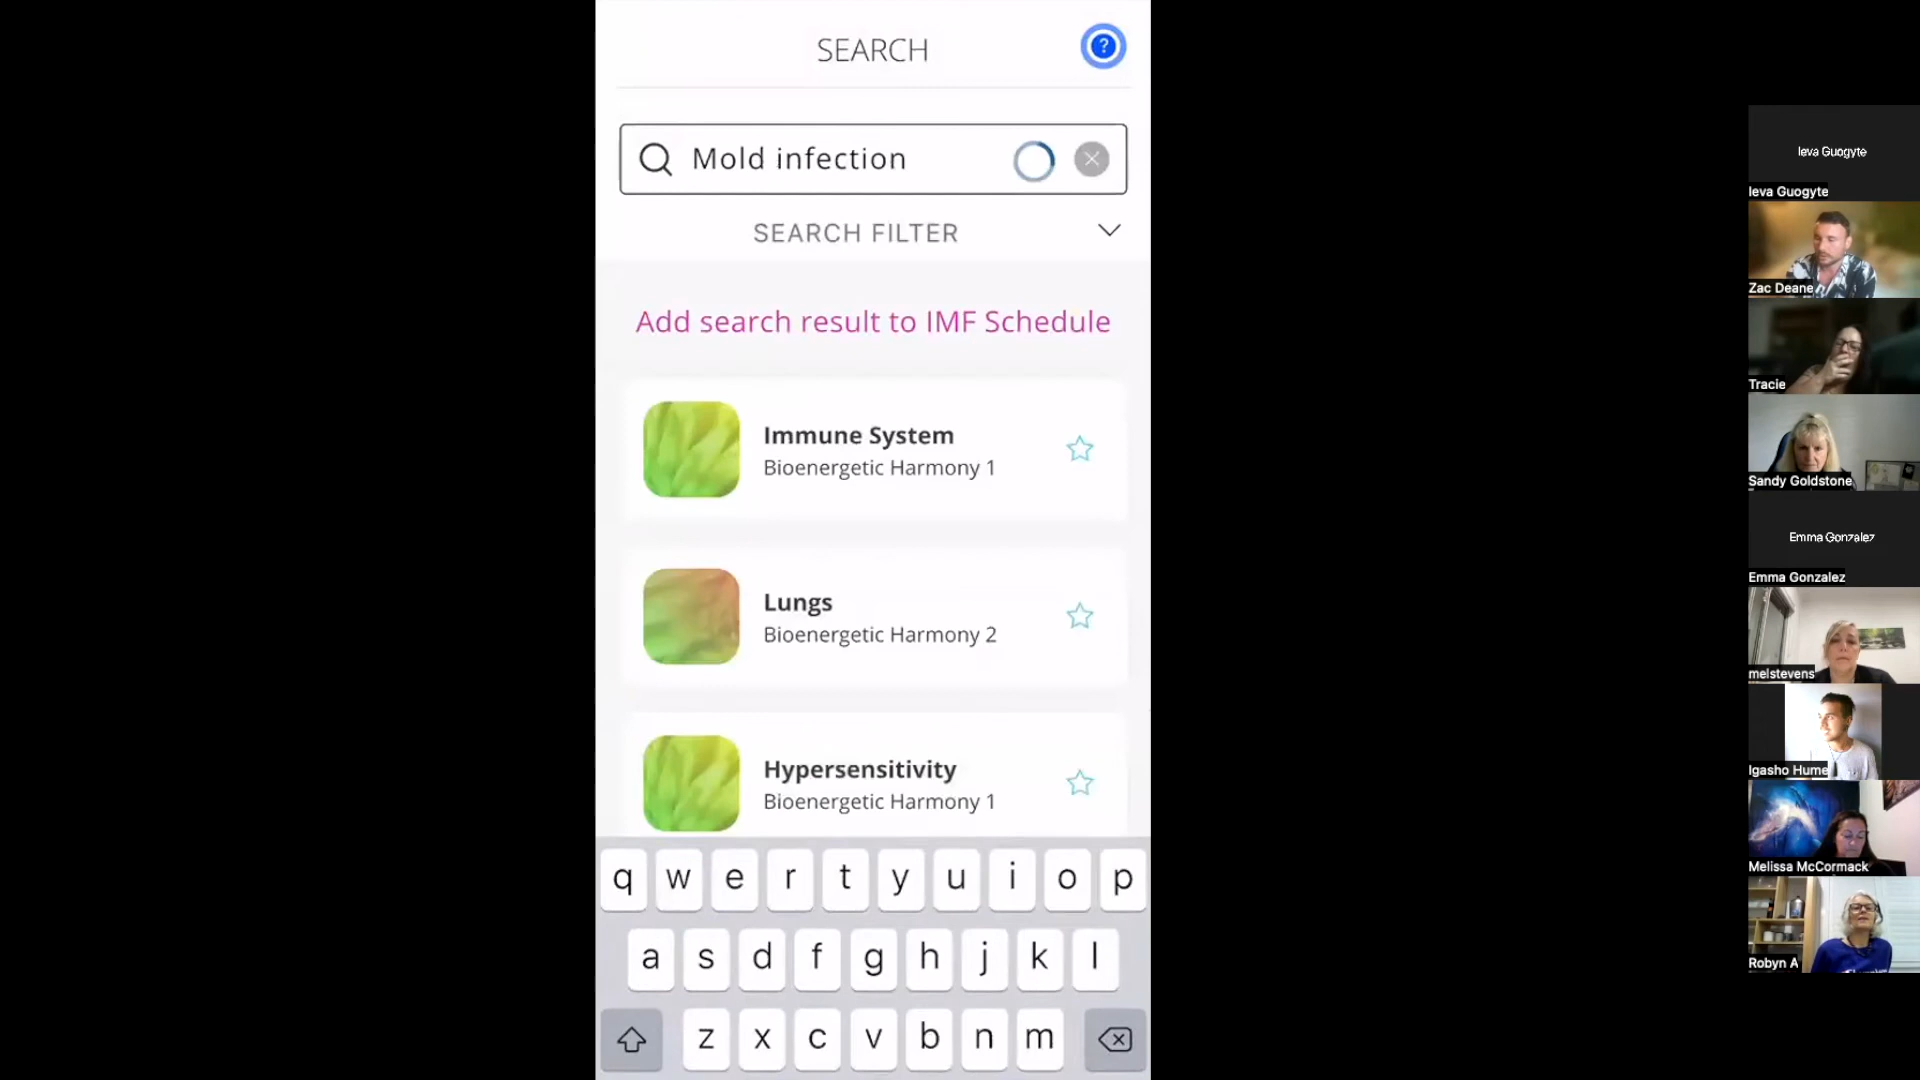 SEARCH
?
Mold infection
SEARCH FILTER
Add search result to IMF Schedule
Immune System
Bioenergetic Harmony 1
Lungs
Bioenergetic Harmony 2
Hypersensitivity
Bioenergetic Harmony 1
q w e r t y u i o p
a s d f g h j k l
z x c v b n m
Ieva Guogyte
Ieva Guogyte
Zac Deane
Tracie
Sandy Goldstone
Emma Gonzalez
Emma Gonzalez
melstevens
Igasho Hume
Melissa McCormack
Robyn A